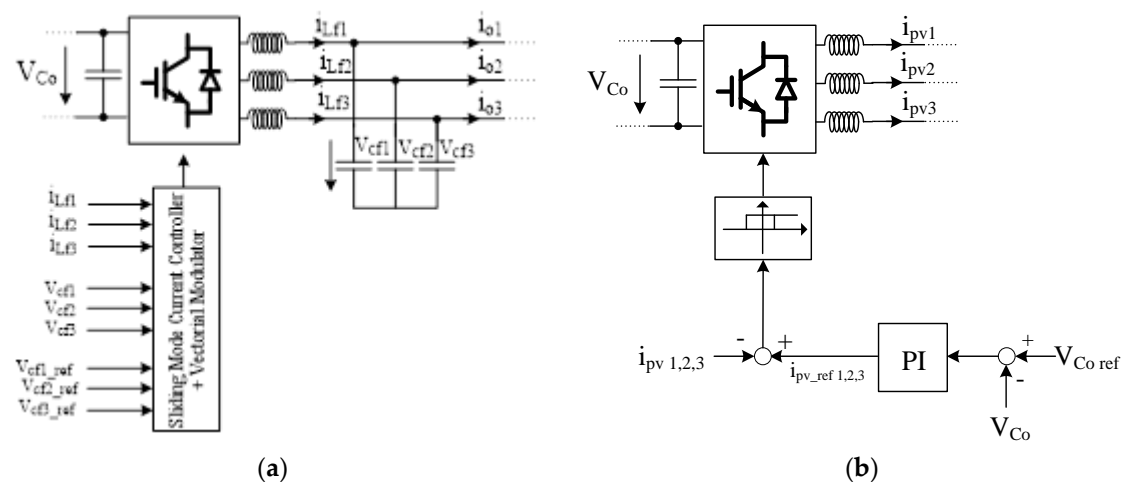 i_Lf1
i_o1
V_Co
i_Lf2
i_o2
i_Lf3
i_o3
V_cf1
V_cf2
V_cf3
i_Lf1
i_Lf2
i_Lf3
V_cf1
V_cf2
V_cf3
V_cf1_ref
V_cf2_ref
V_cf3_ref
Sliding Mode Current Controller
+ Vectorial Modulator
(a)
i_pv1
V_Co
i_pv2
i_pv3
-
+
i_pv 1,2,3
i_pv_ref 1,2,3
PI
+
V_Co ref
-
V_Co
(b)